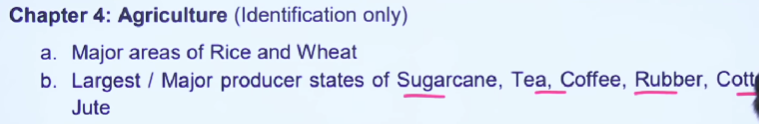 Chapter 4: Agriculture (Identification only)
a. Major areas of Rice and Wheat
b. Largest / Major producer states of Sugarcane, Tea, Coffee, Rubber,
Jute